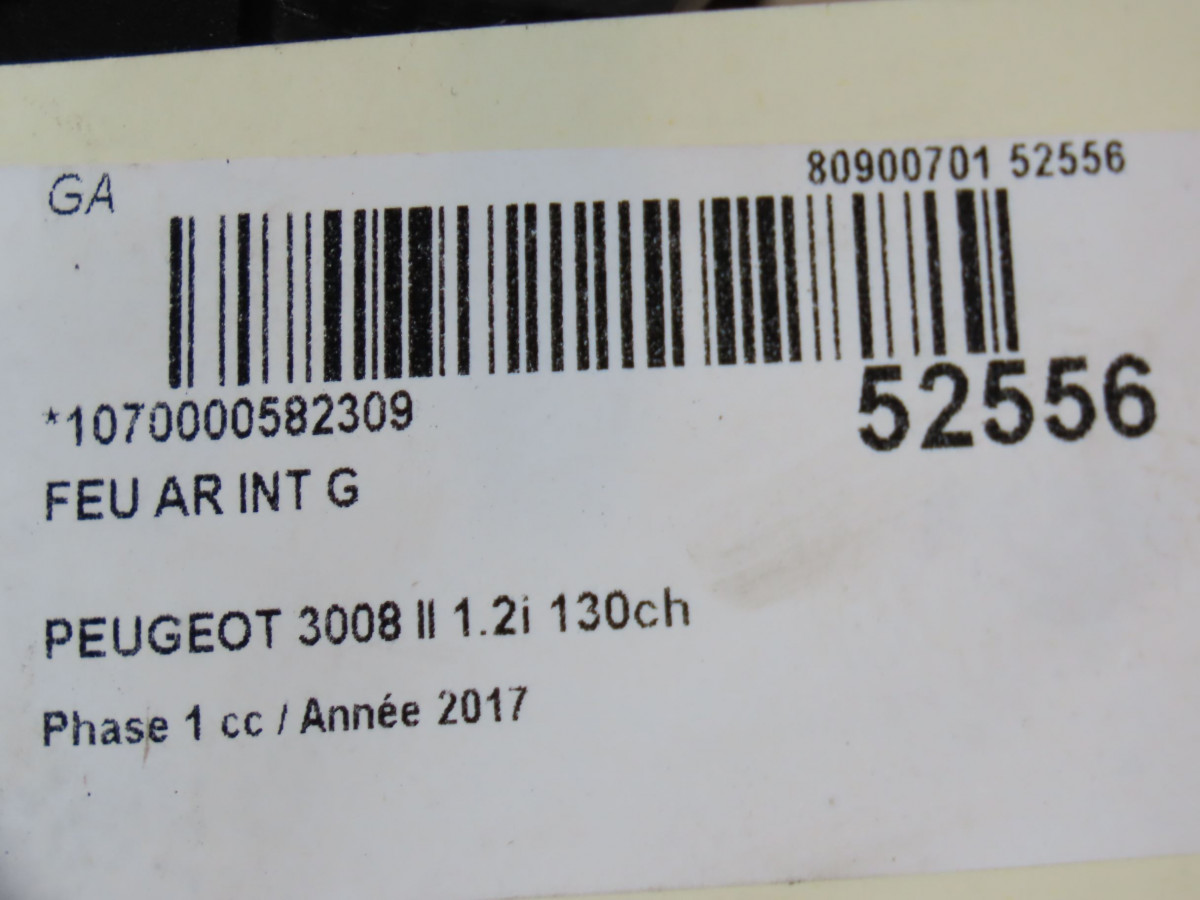 GA
80900701 52556
*1070000582309
52556
FEU AR INT G
PEUGEOT 3008 II 1.2i 130ch
Phase 1 cc / Année 2017